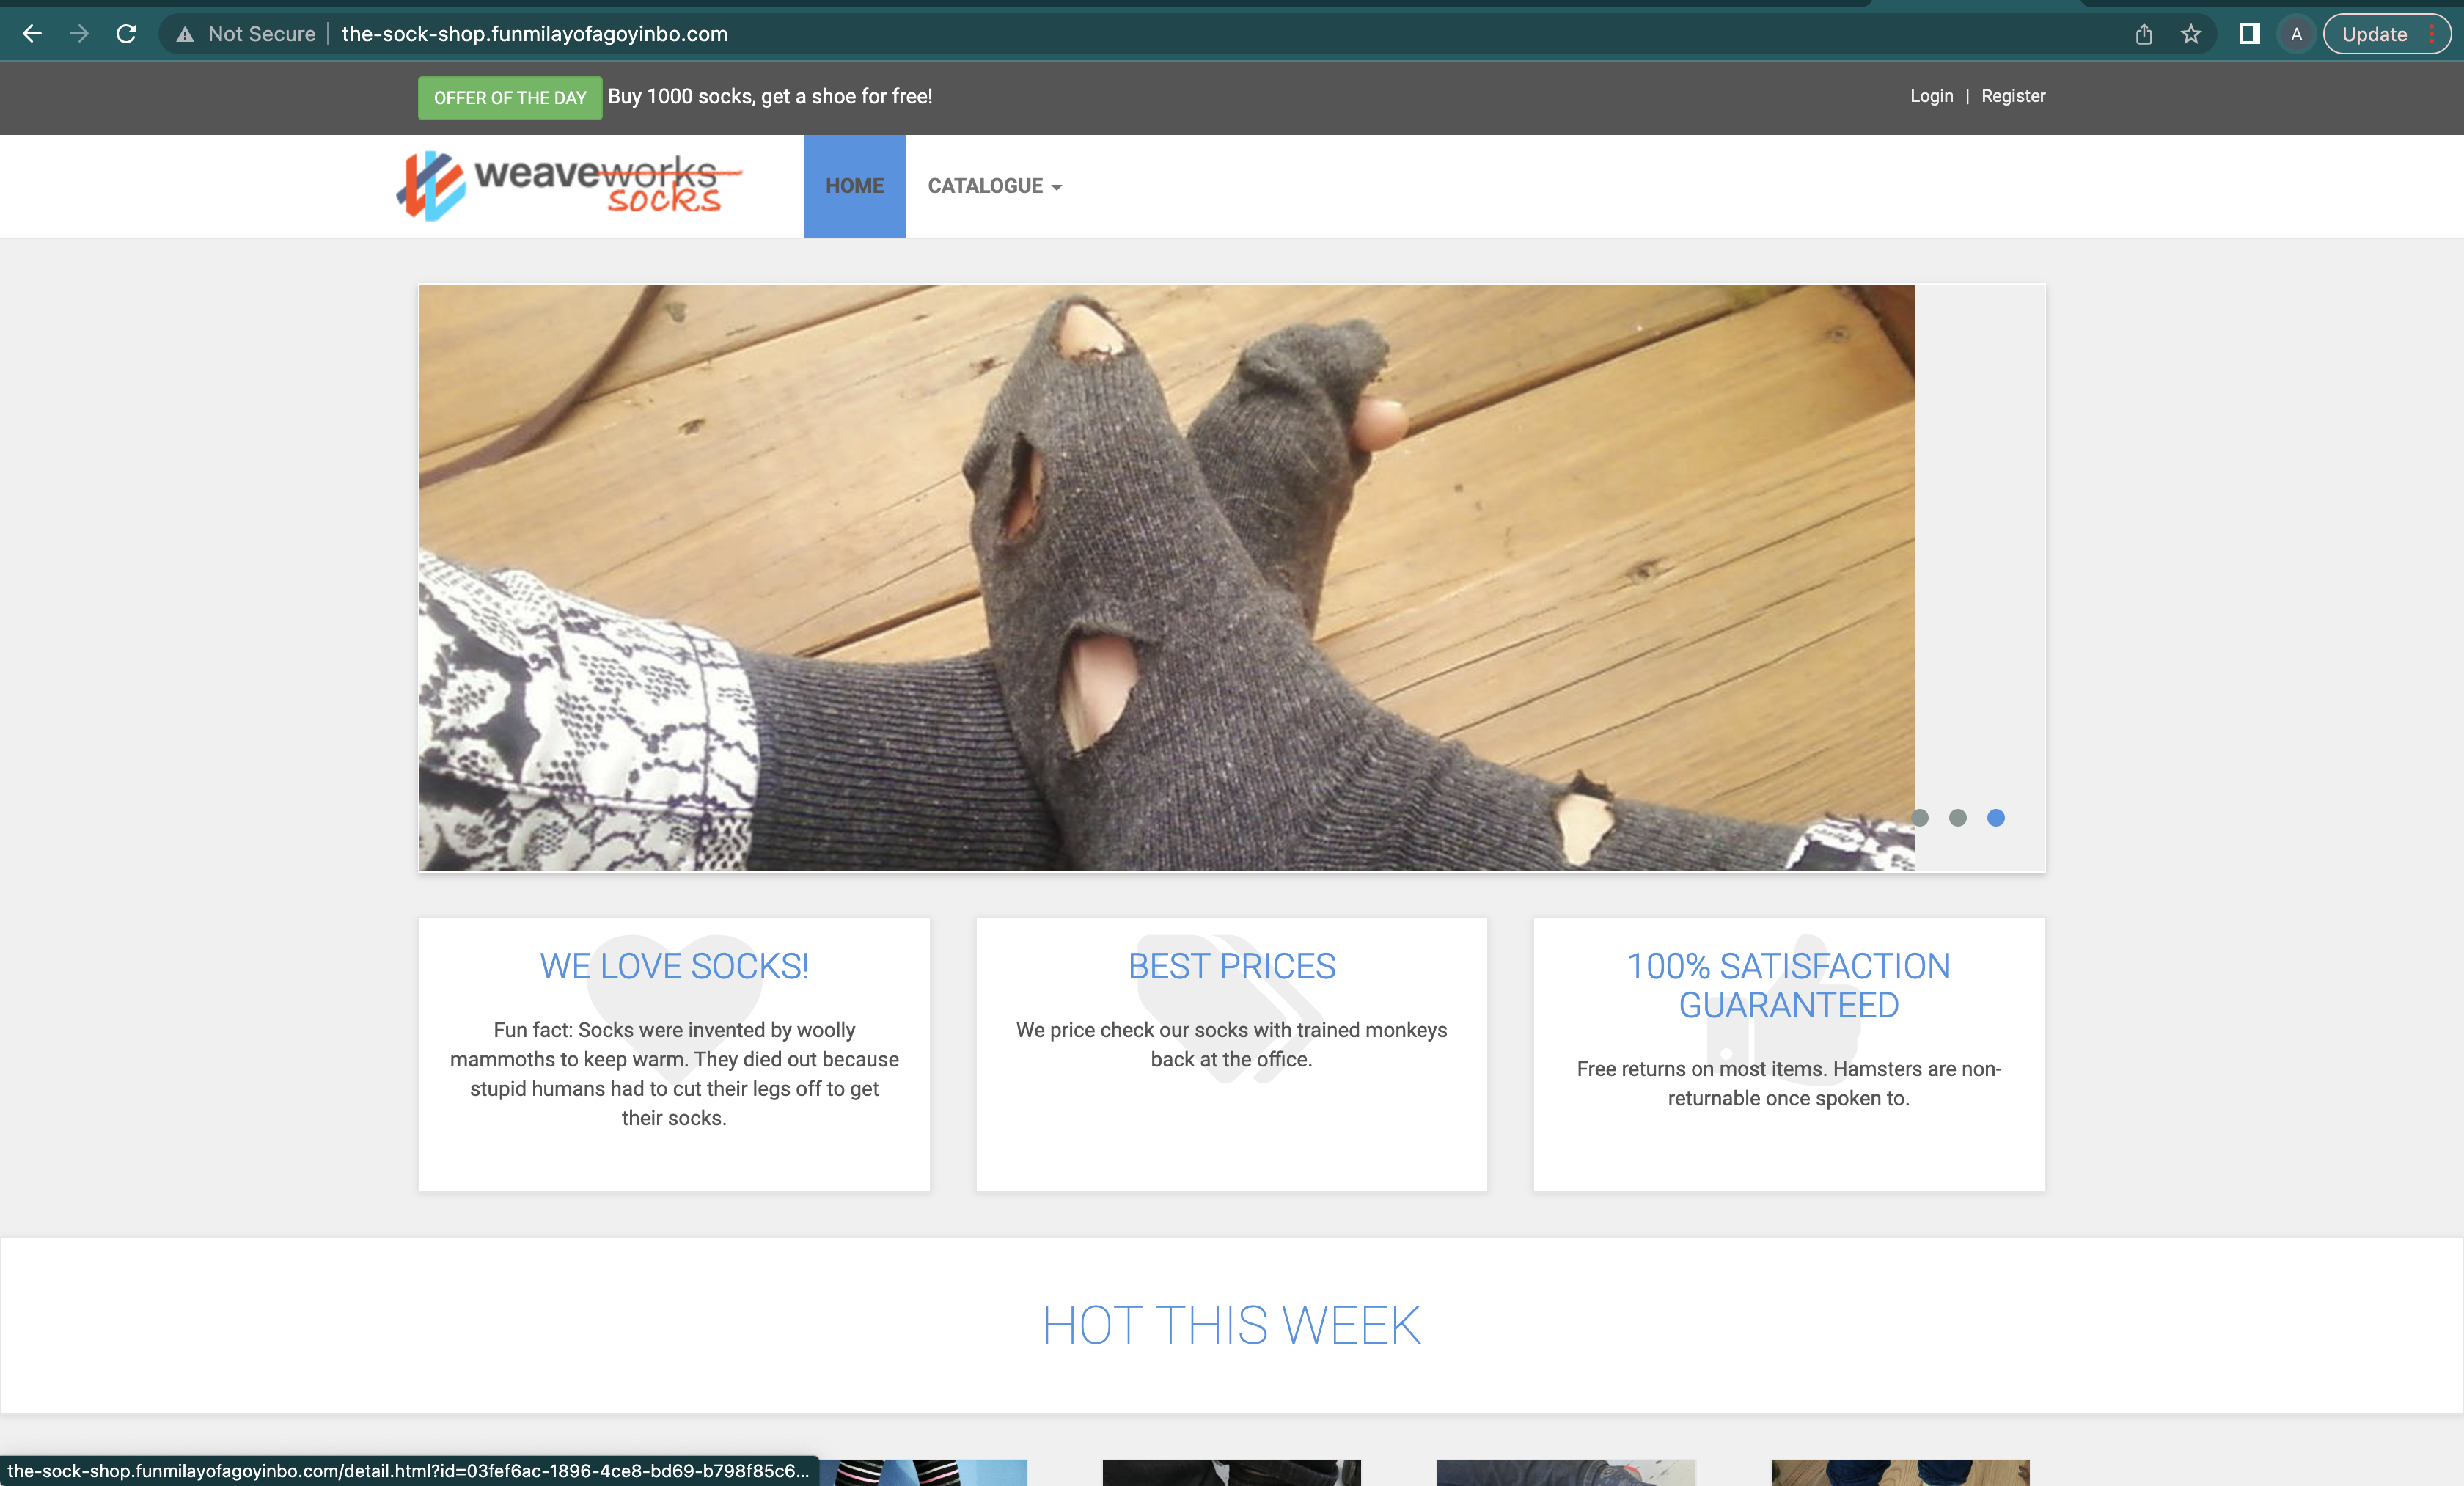 Not Secure | the-sock-shop.funmilayofagoyinbo.com
A
Update
OFFER OF THE DAY Buy 1000 socks, get a shoe for free!
Login | Register
weaveworks
socks
HOME
CATALOGUE
WE LOVE SOCKS!
Fun fact: Socks were invented by woolly
mammoths to keep warm. They died out because
stupid humans had to cut their legs off to get
their socks.
BEST PRICES
We price check our socks with trained monkeys
back at the office.
100% SATISFACTION
GUARANTEED
Free returns on most items. Hamsters are non-
returnable once spoken to.
HOT THIS WEEK
the-sock-shop.funmilayofagoyinbo.com/detail.html?id=03fef6ac-1896-4ce8-bd69-b798f85c6...